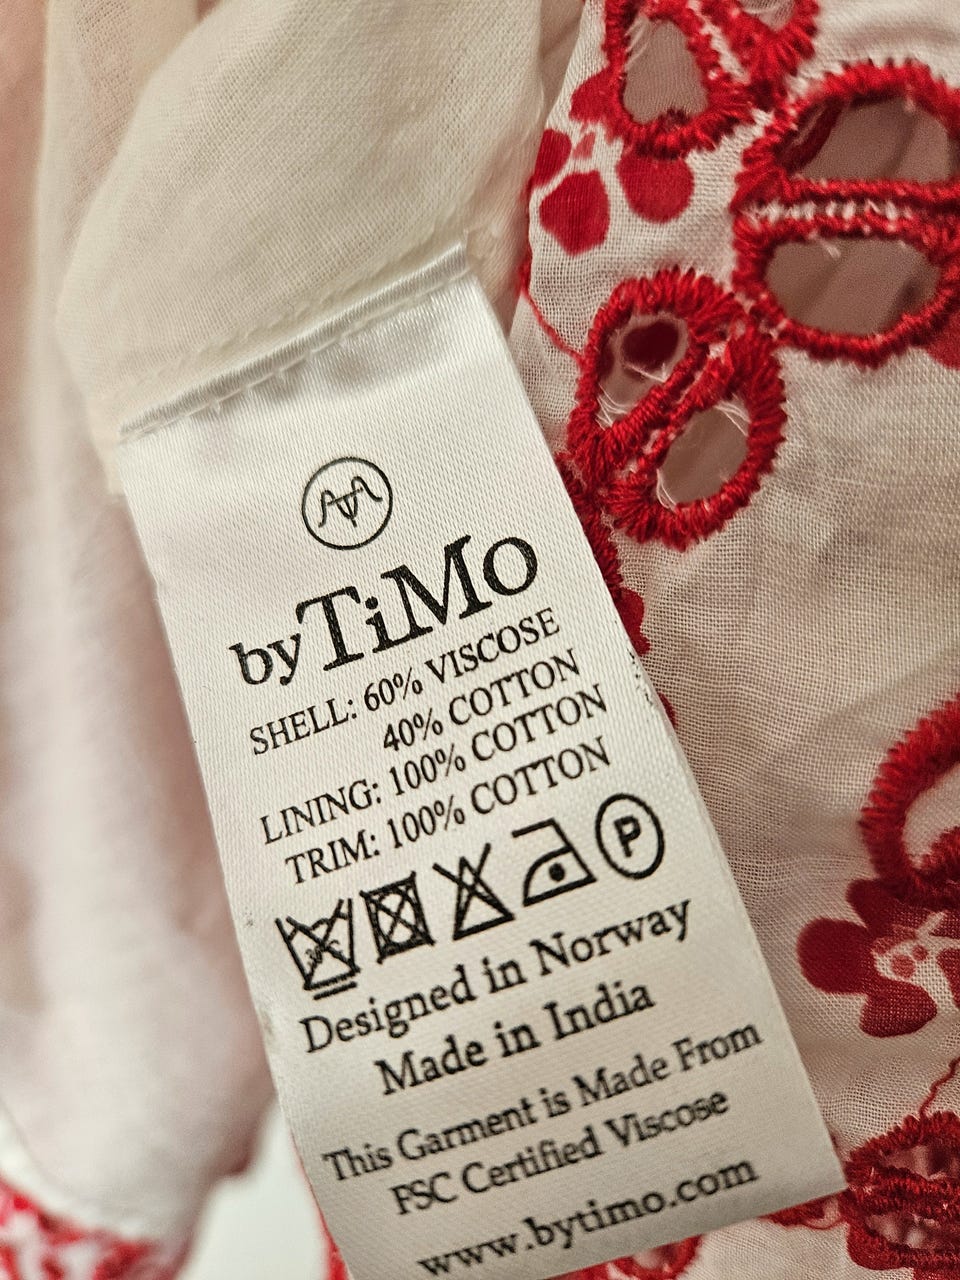 byTiMo
SHELL: 60% VISCOSE
40% COTTON
LINING: 100% COTTON
TRIM: 100% COTTON
P
Designed in Norway
Made in India
This Garment is Made From
FSC Certified Viscose
www.bytimo.com